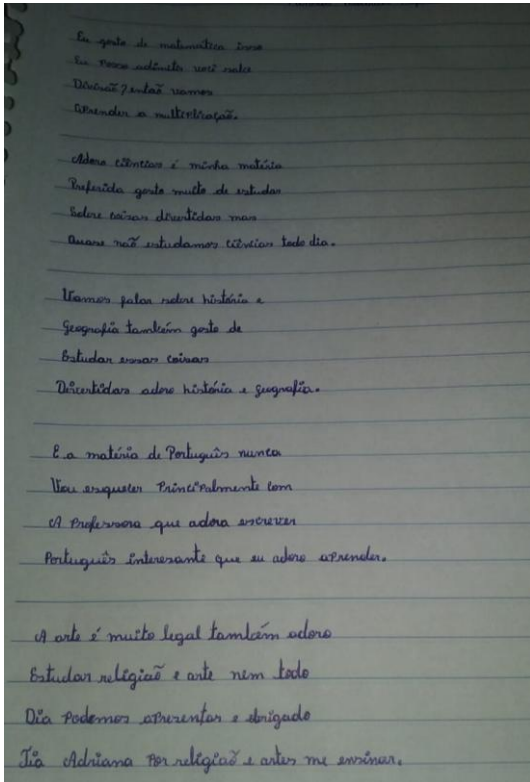 Eu gosto de matemática isso
Eu posso admitir você sabe
Divisão? então vamos
Aprender a multiplicação.
Adoro ciências é minha matéria
Preferida gosto muito de estudar
Sobre coisas divertidas mas
Quase não estudamos ciências todo dia.
Vamos falar sobre história e
Geografia também gosto de
Estudar essas coisas
Divertidas adoro história e geografia.
E a matéria de Português nunca
Vou esquecer Principalmente com
A Professora que adora escrever
Português interessante que eu adoro aprender.
A arte é muito legal também adoro
Estudar religião e arte nem todo
Dia Podemos apresentar e obrigado
Tia Adriana Por religião e artes me ensinar.